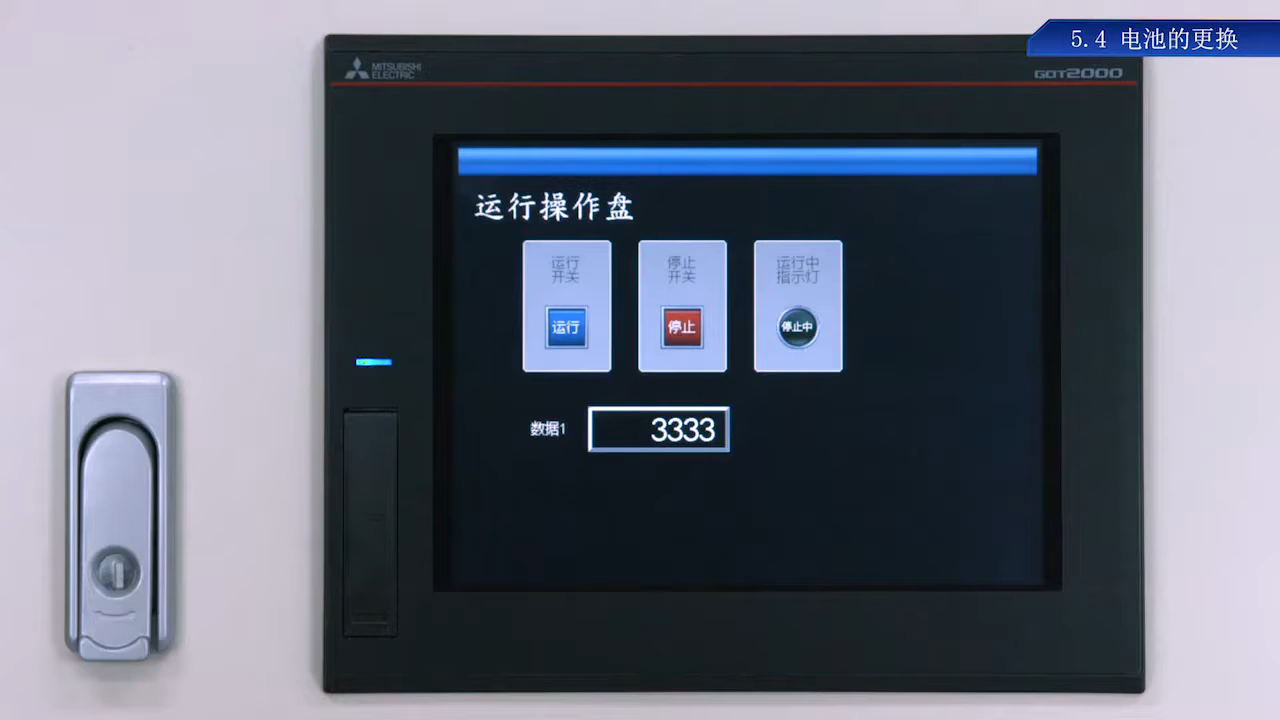 5.4 电池的更换
MITSUBISHI
ELECTRIC
GOT2000
运行操作盘
运行
开关
停止
开关
运行中
指示灯
运行
停止
停止中
数据1
3333